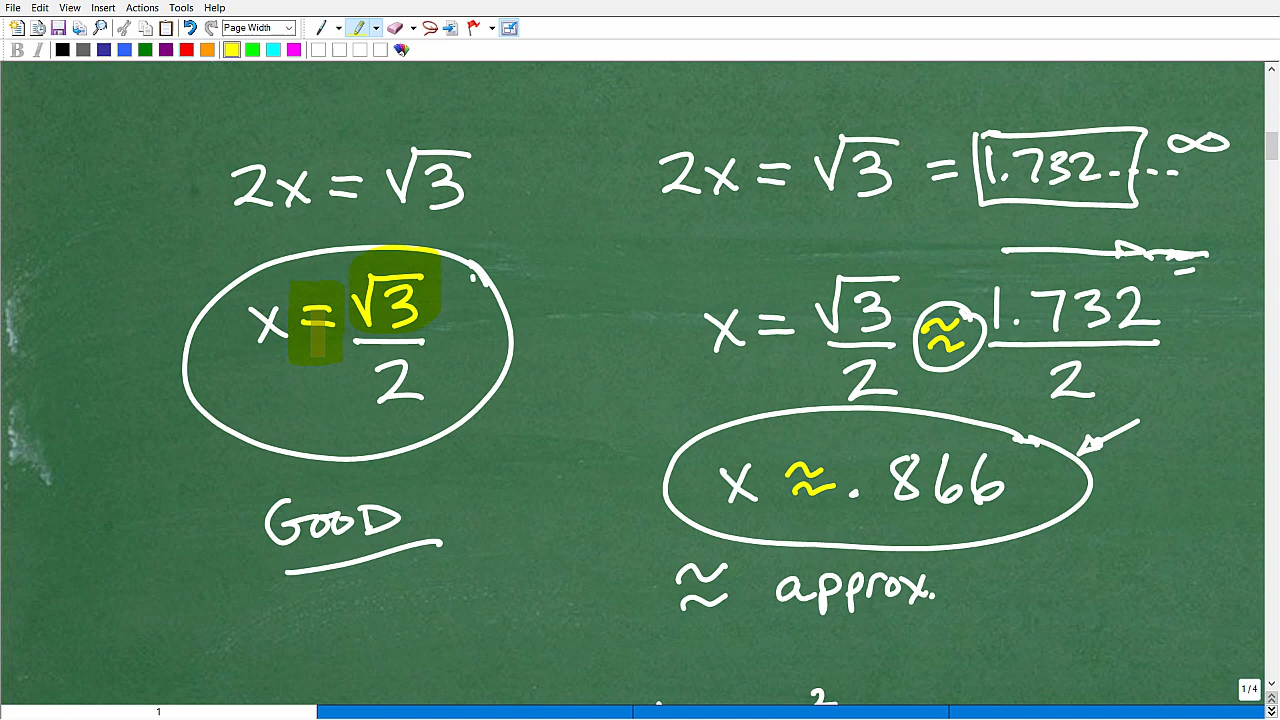 File Edit View Insert Actions Tools Help
Page Width
B I
2x = √3
x = √3/2
GOOD
2x = √3 = 1.732..... ∞
x = √3/2 ≈ 1.732/2
x ≈ .866
≈ approx.
2
1/4
1